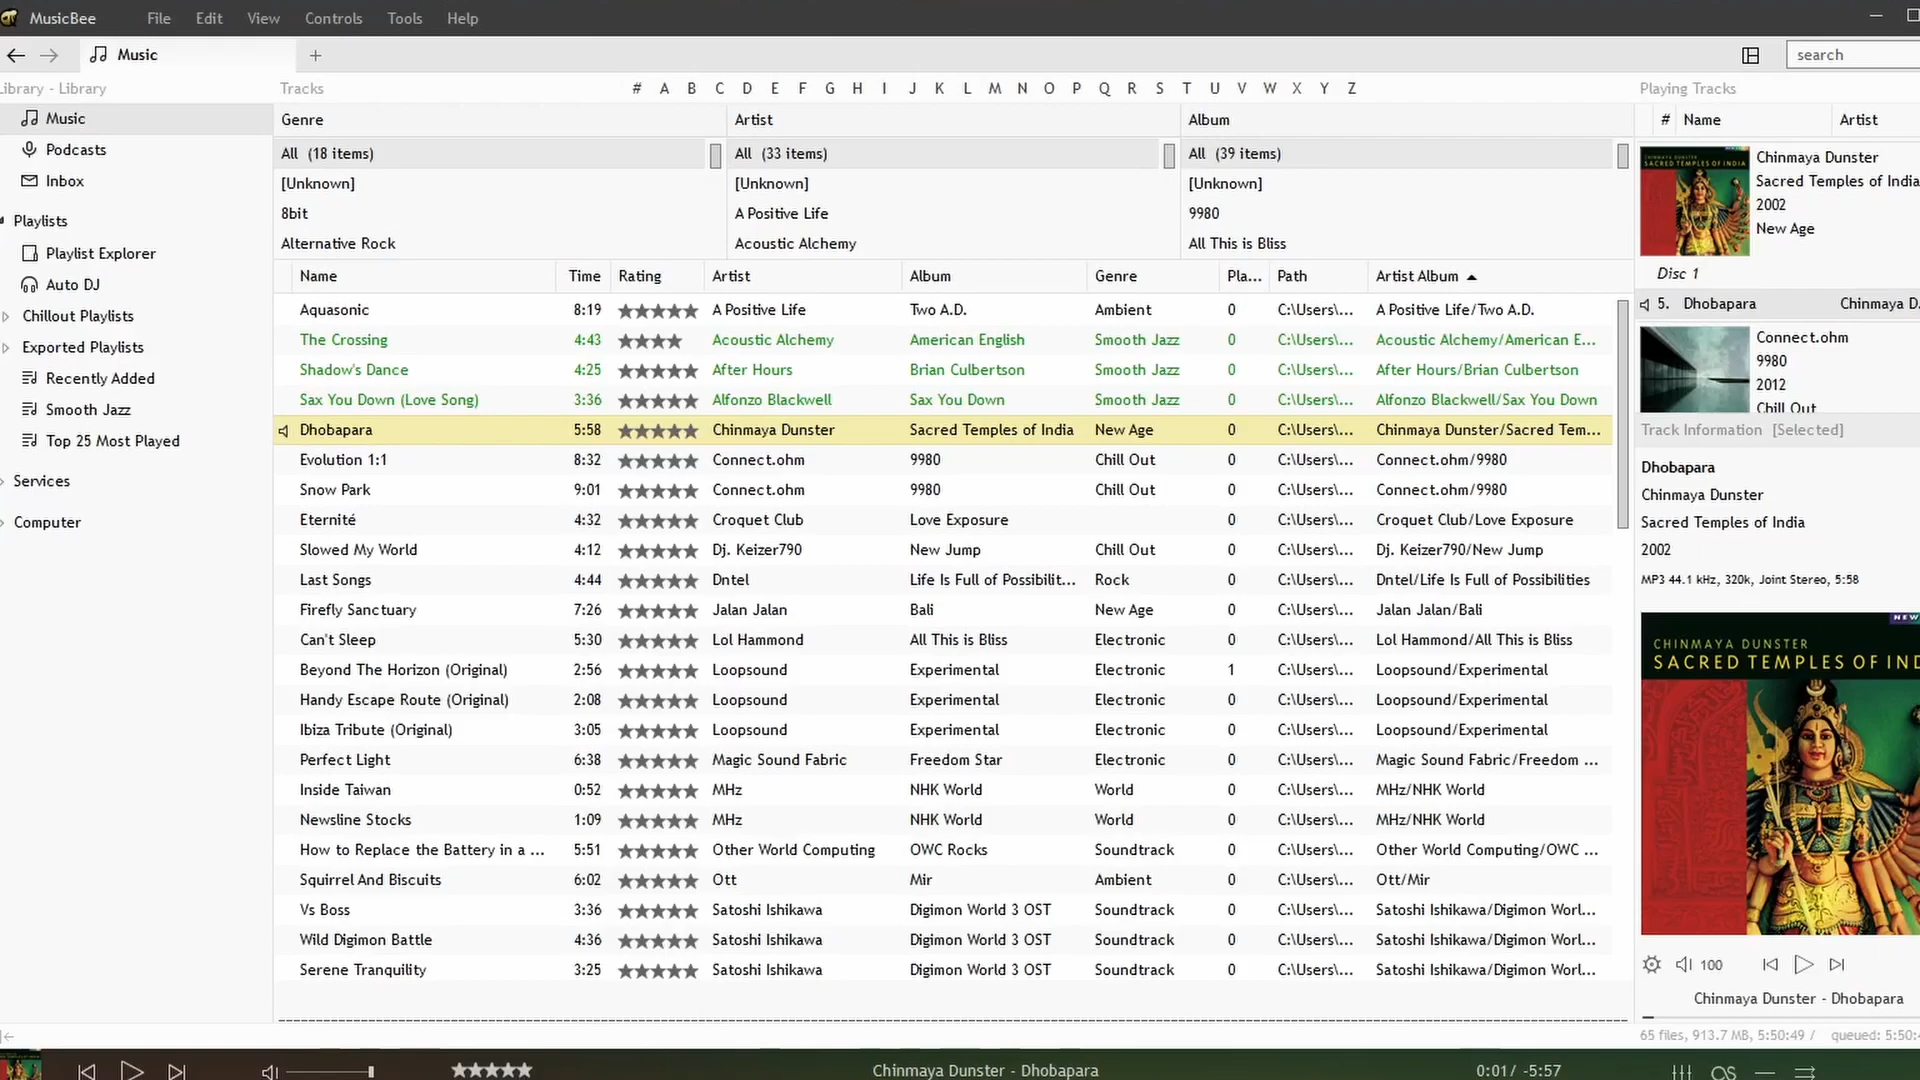 MusicBee File Edit View Controls Tools Help
Music + search
Library - Library
Music
Podcasts
Inbox
Playlists
Playlist Explorer
Auto DJ
Chillout Playlists
Exported Playlists
Recently Added
Smooth Jazz
Top 25 Most Played
Services
Computer
Tracks # A B C D E F G H I J K L M N O P Q R S T U V W X Y Z
Genre Artist Album
All (18 items) All (33 items) All (39 items)
[Unknown] [Unknown] [Unknown]
8bit A Positive Life 9980
Alternative Rock Acoustic Alchemy All This is Bliss
Name Time Rating Artist Album Genre Pla... Path Artist Album
Aquasonic 8:19 ★★★★★ A Positive Life Two A.D. Ambient 0 C:\Users\... A Positive Life/Two A.D.
The Crossing 4:43 ★★★★ Acoustic Alchemy American English Smooth Jazz 0 C:\Users\... Acoustic Alchemy/American E...
Shadow's Dance 4:25 ★★★★★ After Hours Brian Culbertson Smooth Jazz 0 C:\Users\... After Hours/Brian Culbertson
Sax You Down (Love Song) 3:36 ★★★★★ Alfonzo Blackwell Sax You Down Smooth Jazz 0 C:\Users\... Alfonzo Blackwell/Sax You Down
Dhobapara 5:58 ★★★★★ Chinmaya Dunster Sacred Temples of India New Age 0 C:\Users\... Chinmaya Dunster/Sacred Tem...
Evolution 1:1 8:32 ★★★★★ Connect.ohm 9980 Chill Out 0 C:\Users\... Connect.ohm/9980
Snow Park 9:01 ★★★★★ Connect.ohm 9980 Chill Out 0 C:\Users\... Connect.ohm/9980
Eternité 4:32 ★★★★★ Croquet Club Love Exposure 0 C:\Users\... Croquet Club/Love Exposure
Slowed My World 4:12 ★★★★★ Dj. Keizer790 New Jump Chill Out 0 C:\Users\... Dj. Keizer790/New Jump
Last Songs 4:44 ★★★★★ Dntel Life Is Full of Possibilit... Rock 0 C:\Users\... Dntel/Life Is Full of Possibilities
Firefly Sanctuary 7:26 ★★★★★ Jalan Jalan Bali New Age 0 C:\Users\... Jalan Jalan/Bali
Can't Sleep 5:30 ★★★★★ Lol Hammond All This is Bliss Electronic 0 C:\Users\... Lol Hammond/All This is Bliss
Beyond The Horizon (Original) 2:56 ★★★★★ Loopsound Experimental Electronic 1 C:\Users\... Loopsound/Experimental
Handy Escape Route (Original) 2:08 ★★★★★ Loopsound Experimental Electronic 0 C:\Users\... Loopsound/Experimental
Ibiza Tribute (Original) 3:05 ★★★★★ Loopsound Experimental Electronic 0 C:\Users\... Loopsound/Experimental
Perfect Light 6:38 ★★★★★ Magic Sound Fabric Freedom Star Electronic 0 C:\Users\... Magic Sound Fabric/Freedom ...
Inside Taiwan 0:52 ★★★★★ MHz NHK World World 0 C:\Users\... MHz/NHK World
Newsline Stocks 1:09 ★★★★★ MHz NHK World World 0 C:\Users\... MHz/NHK World
How to Replace the Battery in a ... 5:51 ★★★★★ Other World Computing OWC Rocks Soundtrack 0 C:\Users\... Other World Computing/OWC ...
Squirrel And Biscuits 6:02 ★★★★★ Ott Mir Ambient 0 C:\Users\... Ott/Mir
Vs Boss 3:36 ★★★★★ Satoshi Ishikawa Digimon World 3 OST Soundtrack 0 C:\Users\... Satoshi Ishikawa/Digimon Worl...
Wild Digimon Battle 4:36 ★★★★★ Satoshi Ishikawa Digimon World 3 OST Soundtrack 0 C:\Users\... Satoshi Ishikawa/Digimon Worl...
Serene Tranquility 3:25 ★★★★★ Satoshi Ishikawa Digimon World 3 OST Soundtrack 0 C:\Users\... Satoshi Ishikawa/Digimon Worl...
Playing Tracks
# Name Artist
CHINMAYA DUNSTER
SACRED TEMPLES OF INDIA
Chinmaya Dunster
Sacred Temples of India
2002
New Age
Disc 1
5. Dhobapara Chinmaya D
Connect.ohm
9980
2012
Chill Out
Track Information [Selected]
Dhobapara
Chinmaya Dunster
Sacred Temples of India
2002
MP3 44.1 kHz, 320k, Joint Stereo, 5:58
NEW
CHINMAYA DUNSTER
SACRED TEMPLES OF IND
100
Chinmaya Dunster - Dhobapara
65 files, 913.7 MB, 5:50:49 / queued: 5:50:4
★★★★★ Chinmaya Dunster - Dhobapara 0:01/ -5:57